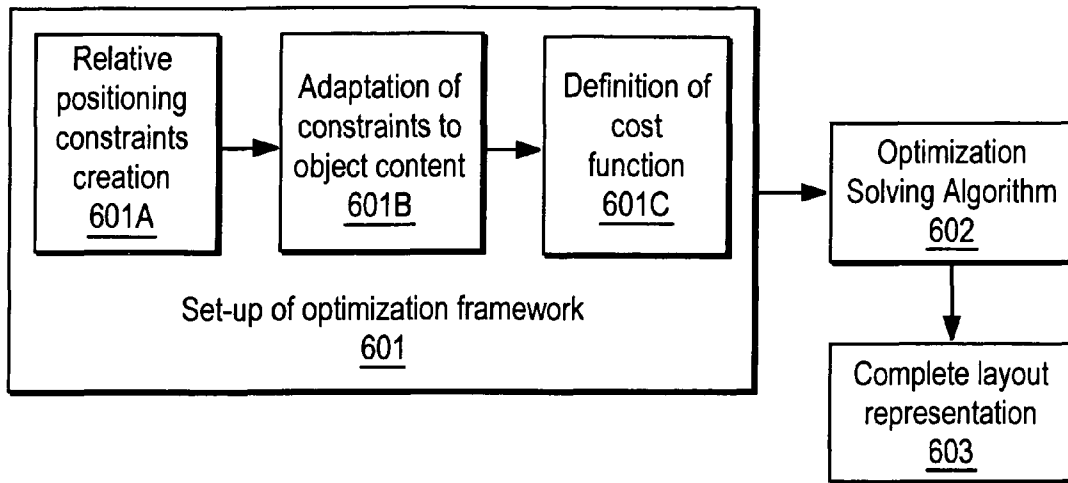 Relative
positioning
constraints
creation
601A
Adaptation of
constraints to
object content
601B
Definition of
cost
function
601C
Set-up of optimization framework
601
Optimization
Solving Algorithm
602
Complete layout
representation
603